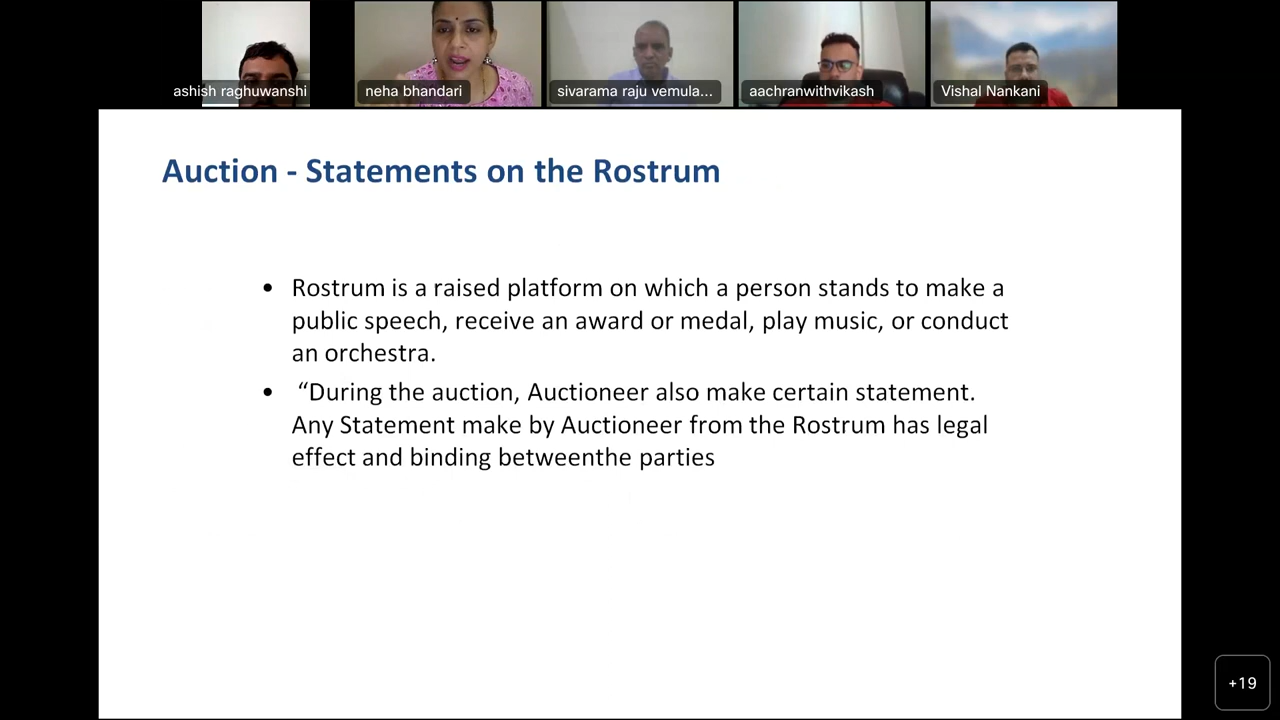 ashish raghuwanshi
neha bhandari
sivarama raju vemula...
aachranwithvikash
Vishal Nankani
Auction - Statements on the Rostrum
• Rostrum is a raised platform on which a person stands to make a
public speech, receive an award or medal, play music, or conduct
an orchestra.
• “During the auction, Auctioneer also make certain statement.
Any Statement make by Auctioneer from the Rostrum has legal
effect and binding betweenthe parties
+19